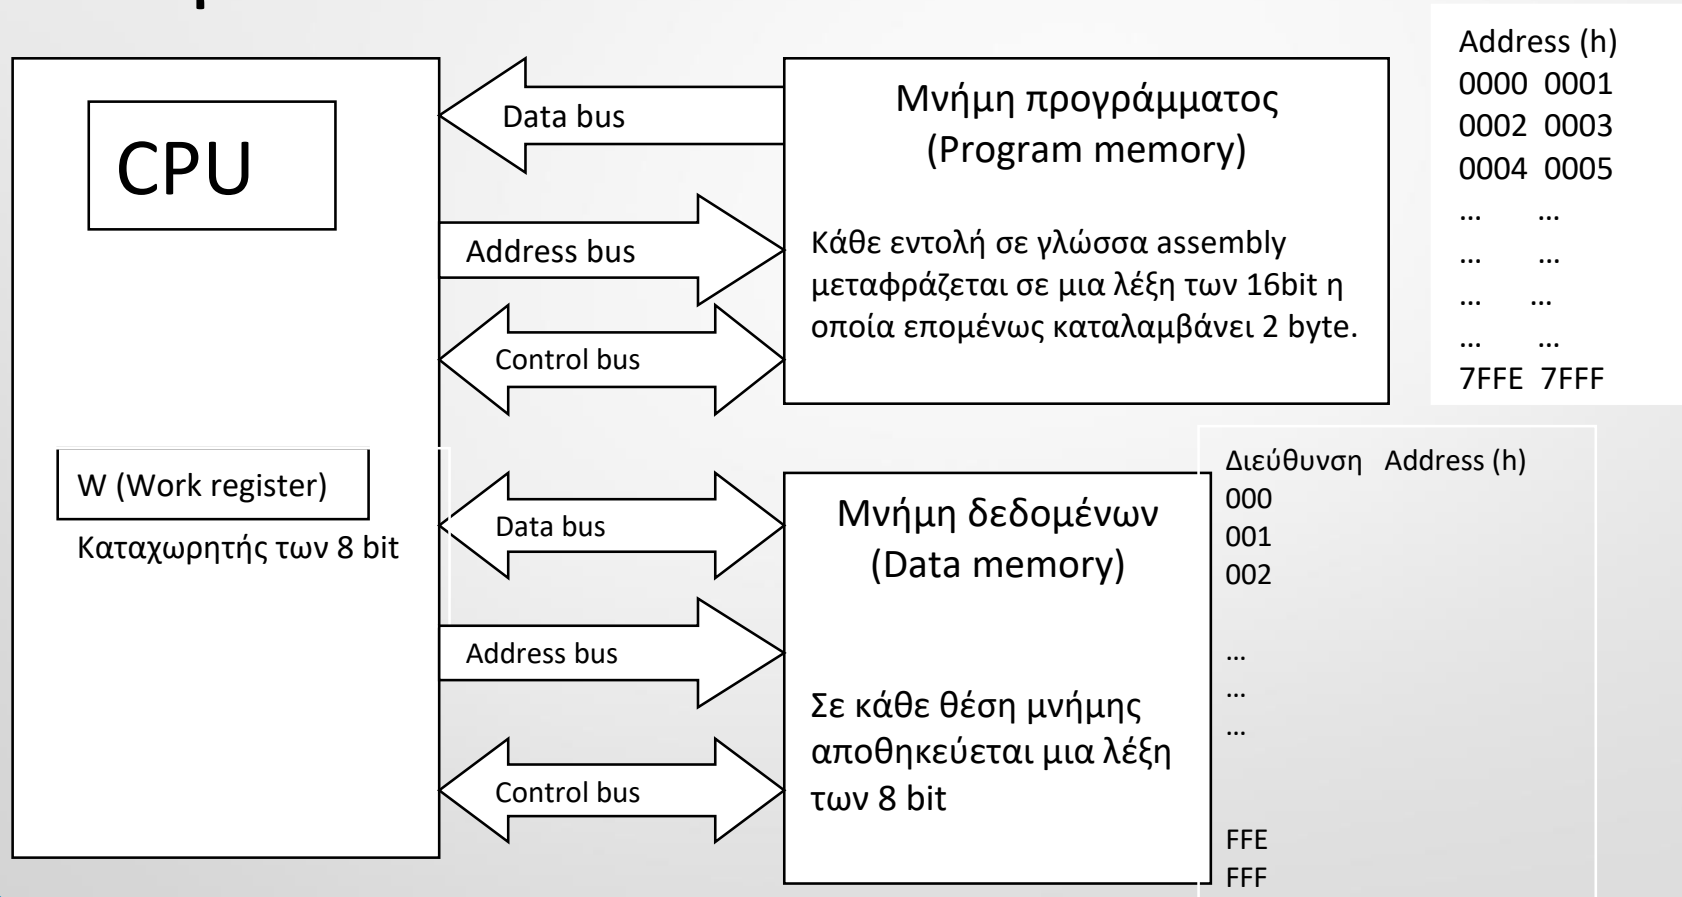 CPU
W (Work register)
Καταχωρητής των 8 bit
Data bus
Address bus
Control bus
Μνήμη προγράμματος
(Program memory)
Κάθε εντολή σε γλώσσα assembly
μεταφράζεται σε μια λέξη των 16bit η
οποία επομένως καταλαμβάνει 2 byte.
Address (h)
0000 0001
0002 0003
0004 0005
... ...
... ...
... ...
... ...
7FFE 7FFF
Data bus
Address bus
Control bus
Μνήμη δεδομένων
(Data memory)
Σε κάθε θέση μνήμης
αποθηκεύεται μια λέξη
των 8 bit
Διεύθυνση Address (h)
000
001
002
...
...
...
FFE
FFF